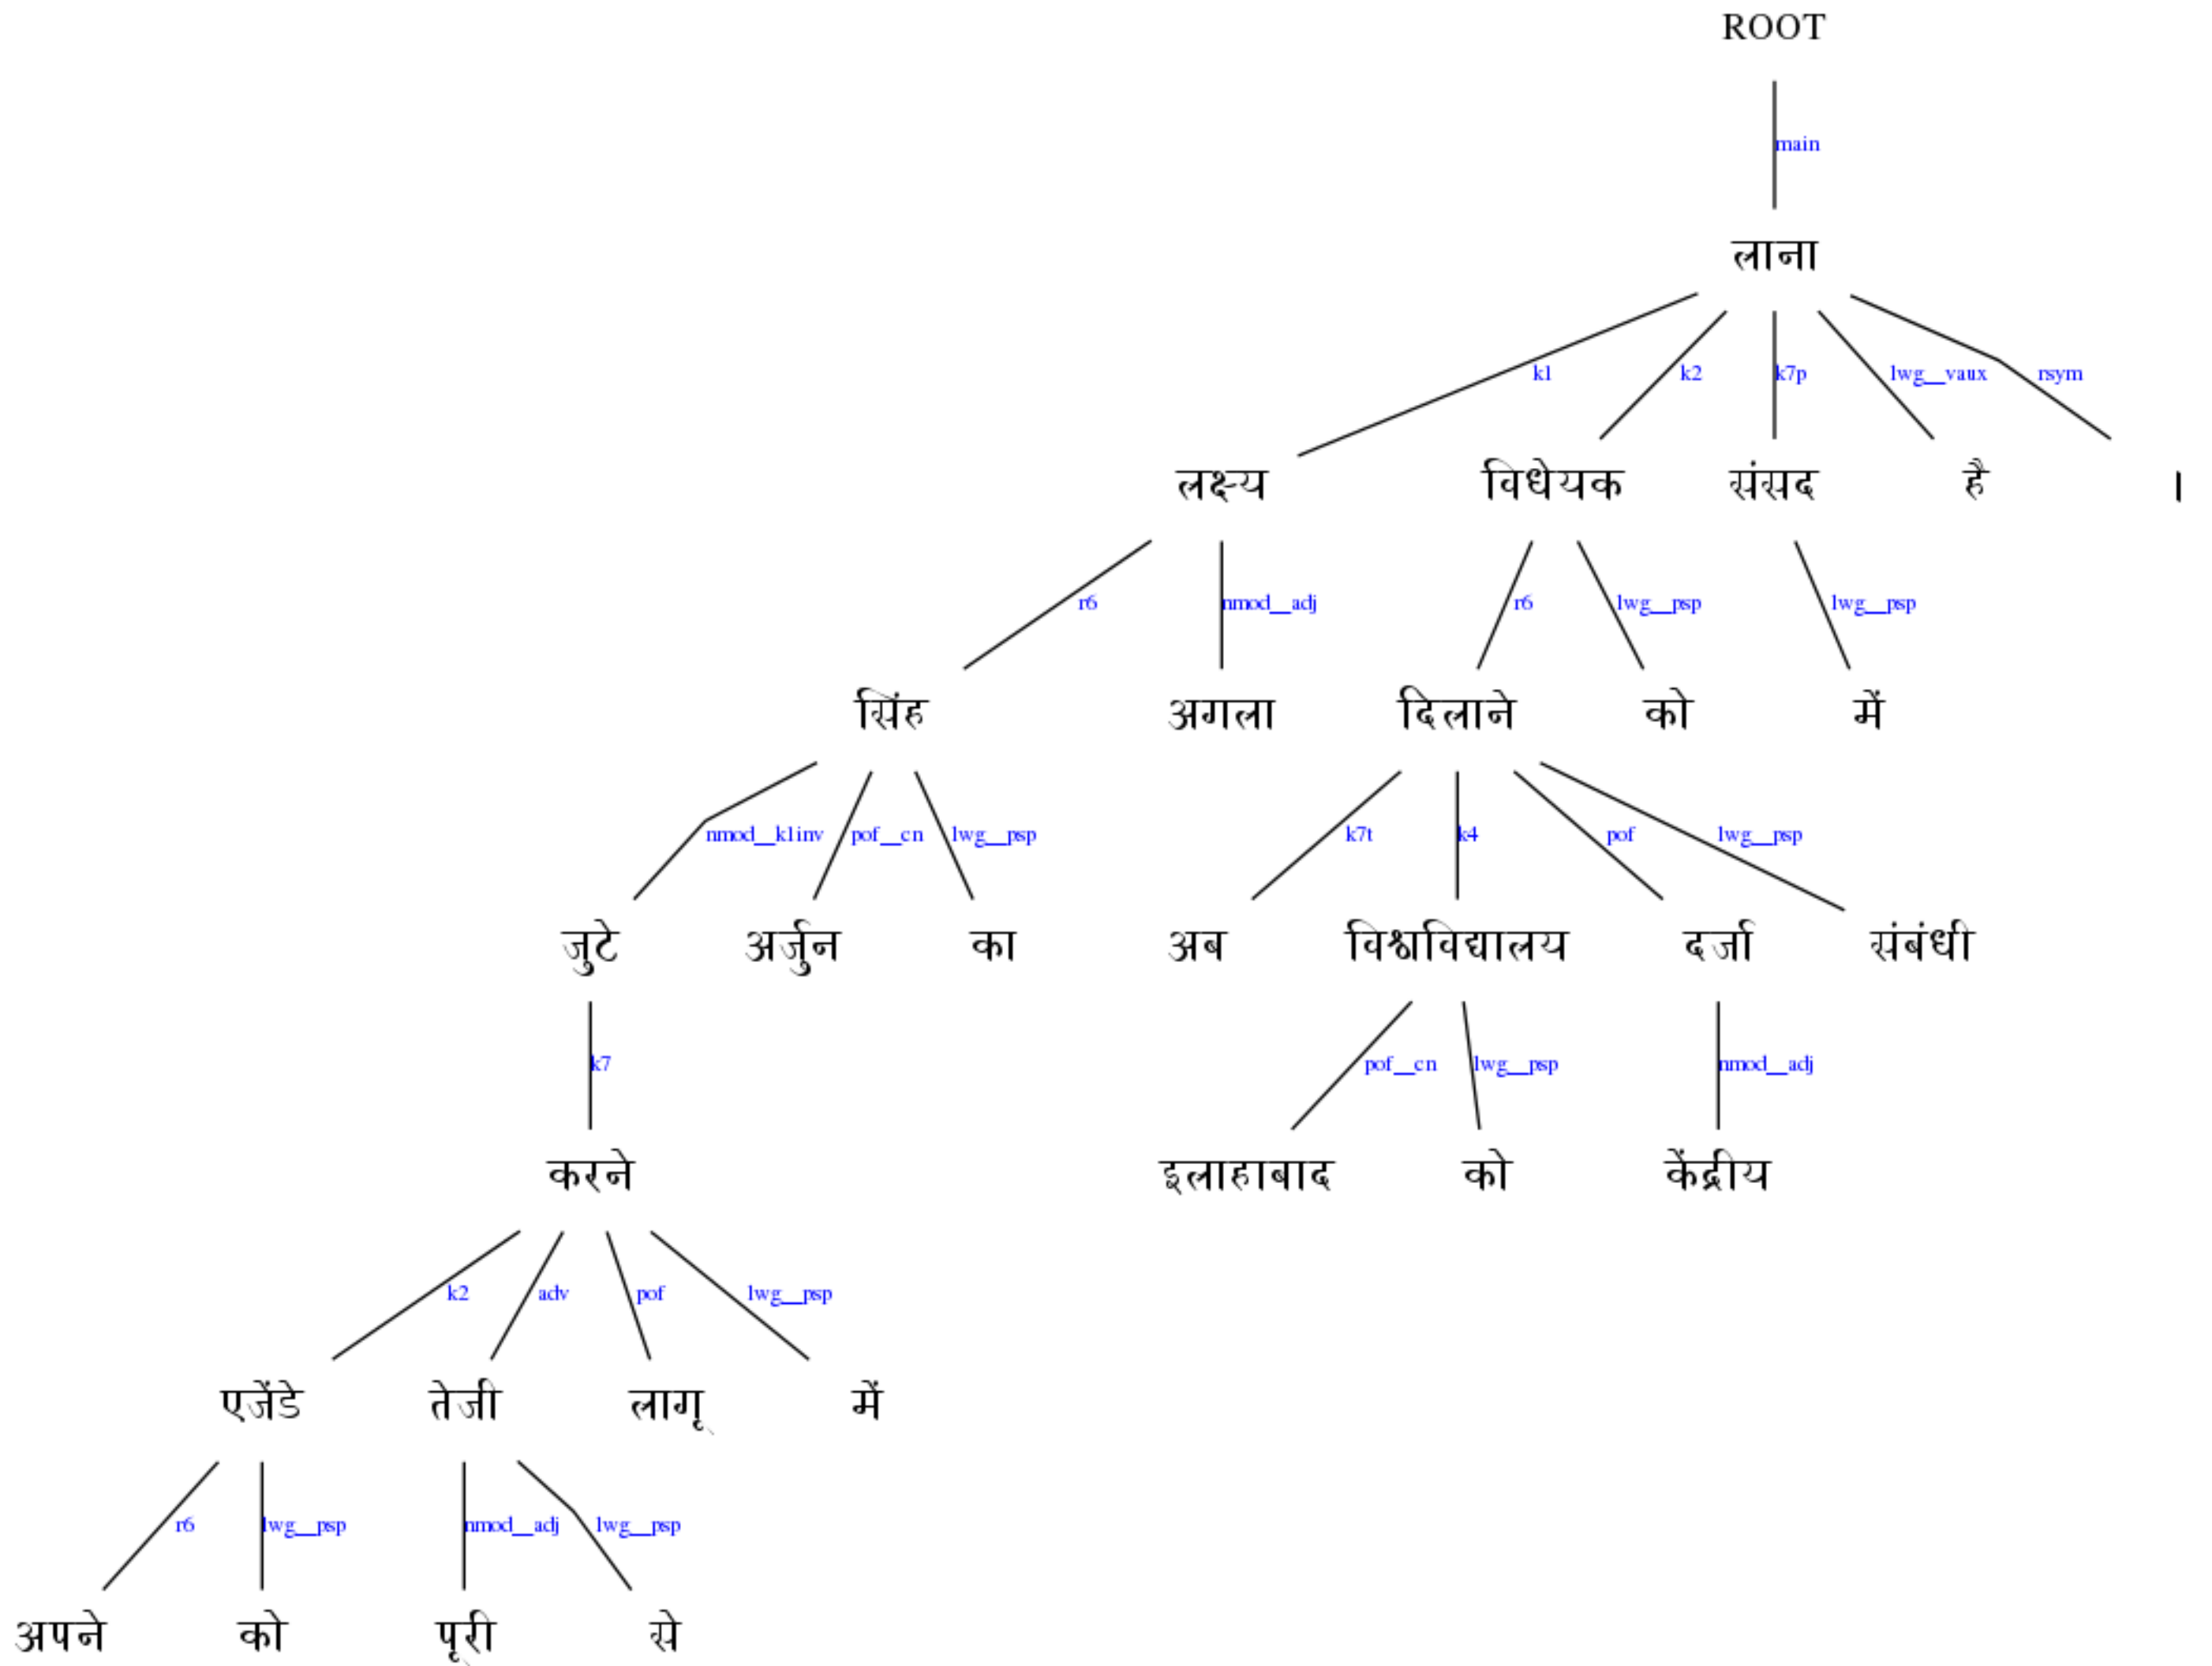 ROOT
main
लाना
k1 k2 k7p lwg__vaux rsym
लक्ष्य विधेयक संसद है ।
r6 nmod__adj r6 lwg__psp lwg__psp
सिंह अगला दिलाने को में
nmod__k1inv pof__cn lwg__psp k7t k4 pof lwg__psp
जुटे अर्जुन का अब विश्वविद्यालय दर्जा संबंधी
k7 pof__cn lwg__psp nmod__adj
करने इलाहाबाद को केंद्रीय
k2 adv pof lwg__psp
एजेंडे तेजी लागू में
r6 lwg__psp nmod__adj lwg__psp
अपने को पूरी से